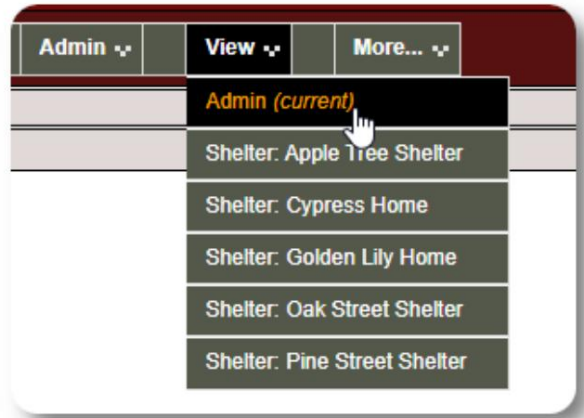 Admin View More...
Admin (current)
Shelter: Apple Tree Shelter
Shelter: Cypress Home
Shelter: Golden Lily Home
Shelter: Oak Street Shelter
Shelter: Pine Street Shelter